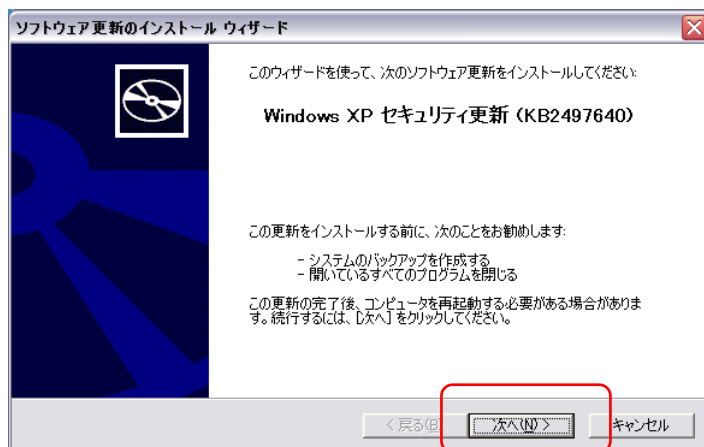 ソフトウェア更新のインストール ウィザード
このウィザードを使って、次のソフトウェア更新をインストールしてください:
Windows XP セキュリティ更新 (KB2497640)
この更新をインストールする前に、次のことをお勧めします:
- システムのバックアップを作成する
- 開いているすべてのプログラムを閉じる
この更新の完了後、コンピュータを再起動する必要がある場合がありま
す。続行するには、[次へ] をクリックしてください。
< 戻る(B
次へ(N) >
キャンセル